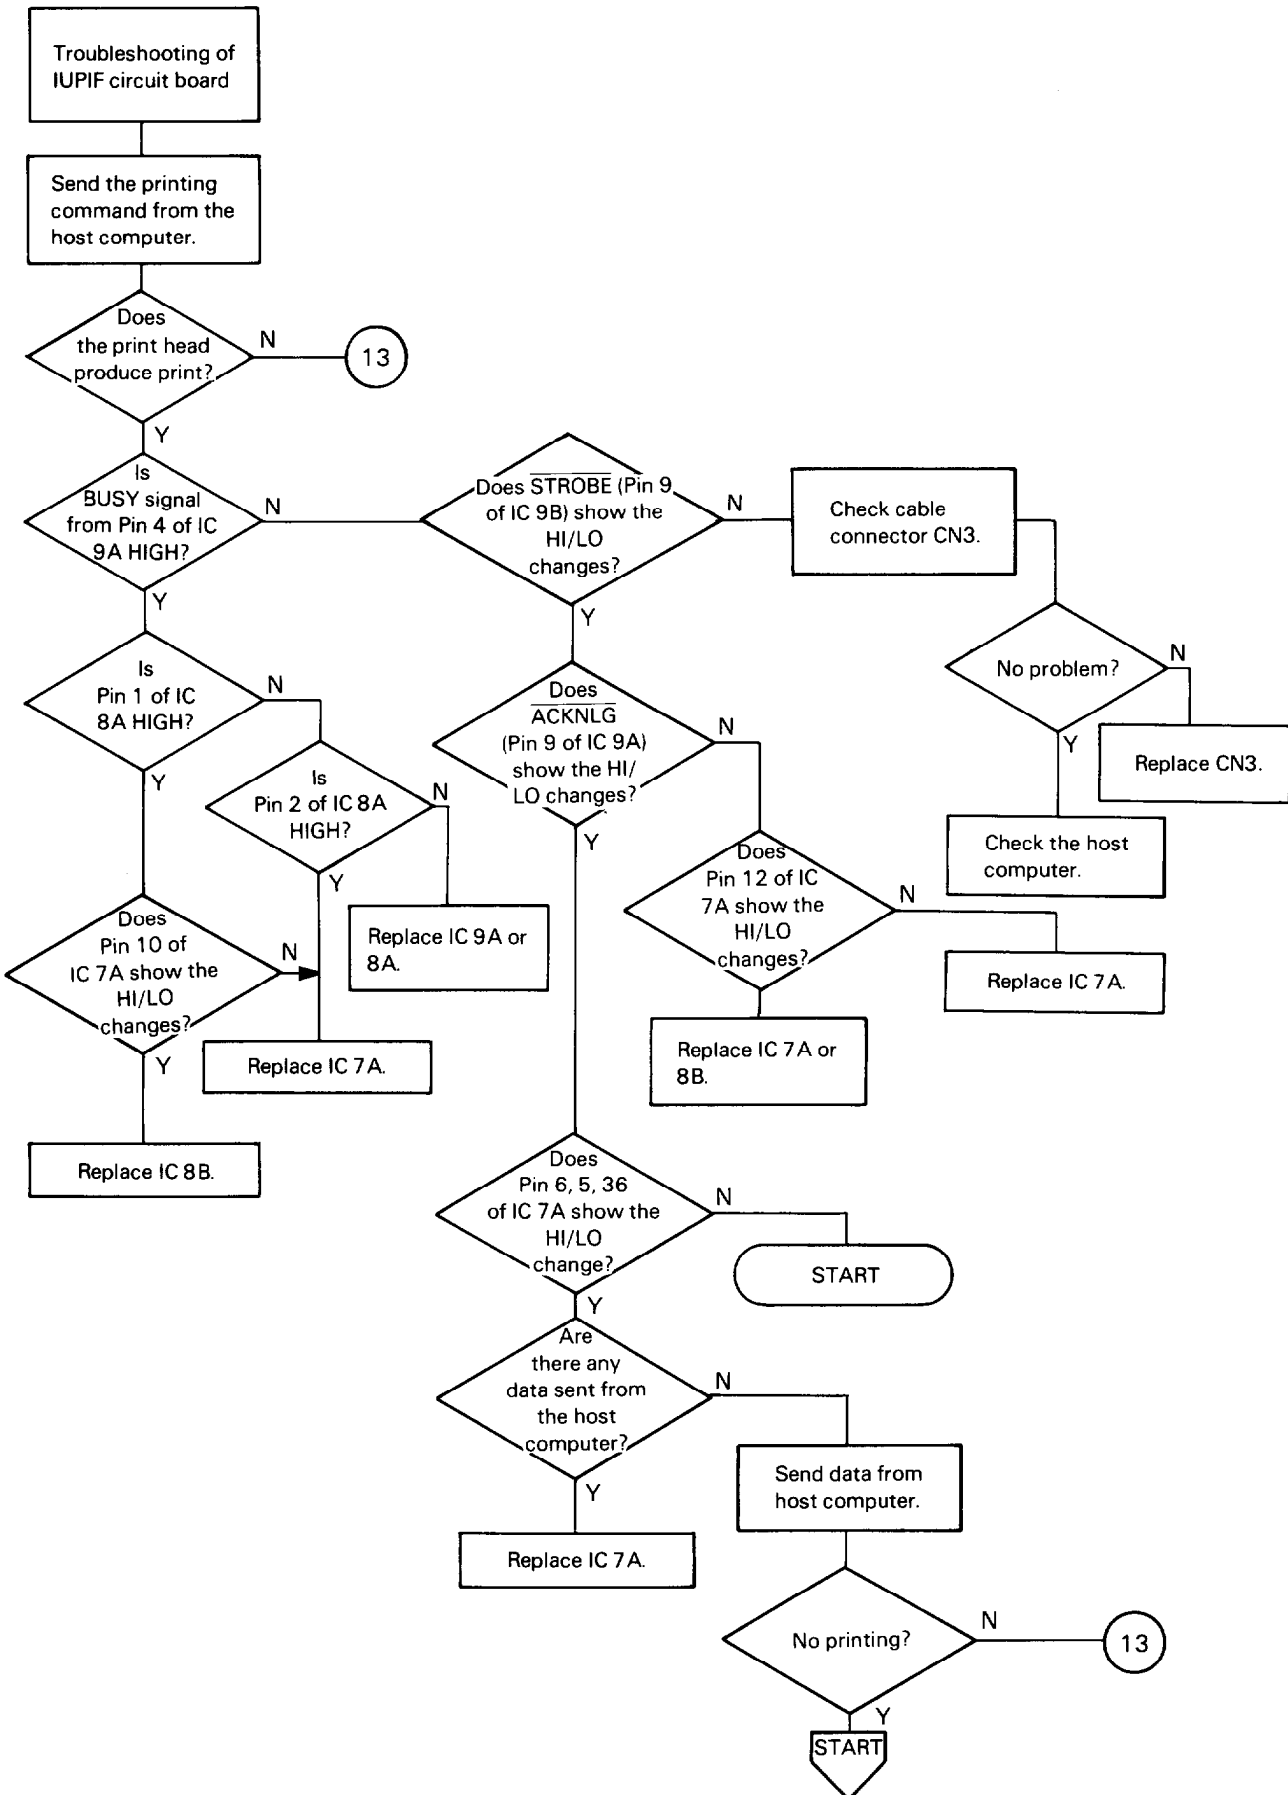 Troubleshooting of
IUPIF circuit board
Send the printing
command from the
host computer.
Does
the print head
produce print?
N
13
Y
Is
BUSY signal
from Pin 4 of IC
9A HIGH?
N
Does STROBE (Pin 9
of IC 9B) show the
HI/LO
changes?
N
Check cable
connector CN3.
Y
Y
No problem?
N
Replace CN3.
Y
Check the host
computer.
Is
Pin 1 of IC
8A HIGH?
N
Y
Is
Pin 2 of IC 8A
HIGH?
N
Y
Replace IC 9A or
8A.
Does
ACKNLG
(Pin 9 of IC 9A)
show the HI/
LO changes?
N
Y
Does
Pin 12 of IC
7A show the
HI/LO
changes?
N
Replace IC 7A.
Y
Replace IC 7A or
8B.
Does
Pin 10 of
IC 7A show the
HI/LO
changes?
N
Y
Replace IC 7A.
Replace IC 8B.
Does
Pin 6, 5, 36
of IC 7A show the
HI/LO
change?
N
START
Y
Are
there any
data sent from
the host
computer?
N
Send data from
host computer.
Y
Replace IC 7A.
No printing?
N
13
Y
START